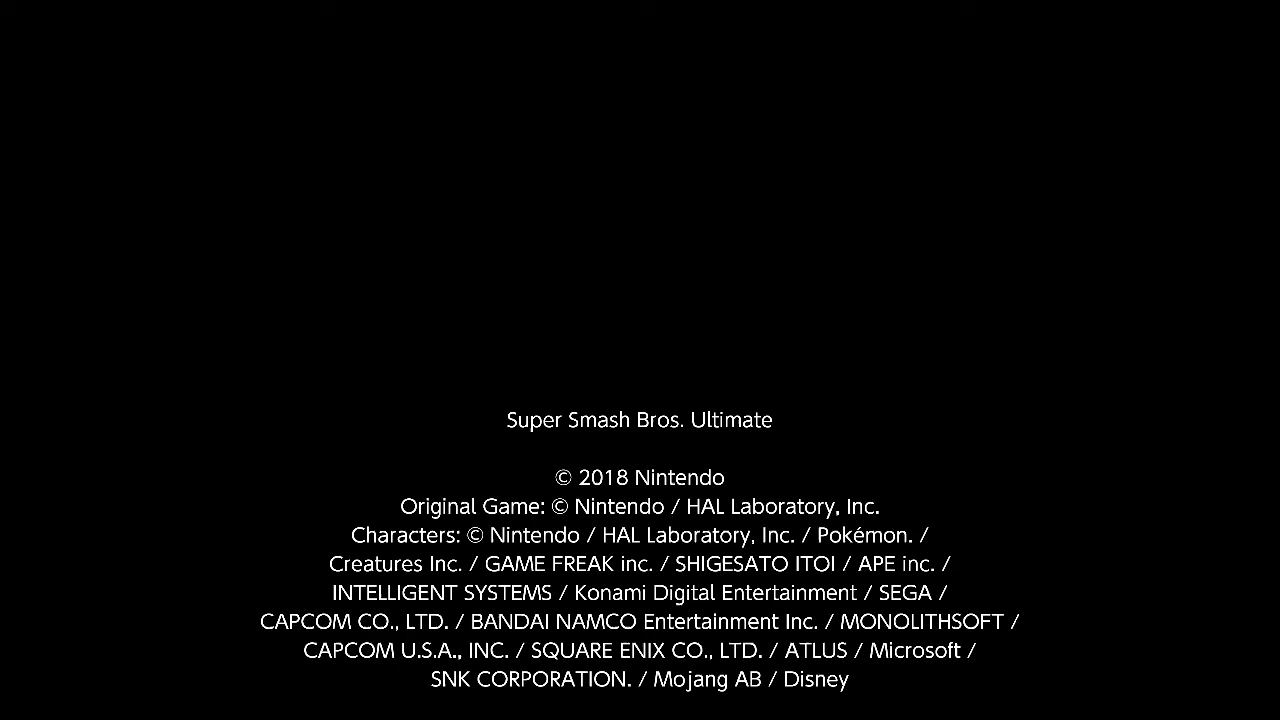 Super Smash Bros. Ultimate
© 2018 Nintendo
Original Game: © Nintendo / HAL Laboratory, Inc.
Characters: © Nintendo / HAL Laboratory, Inc. / Pokémon. /
Creatures Inc. / GAME FREAK inc. / SHIGESATO ITOI / APE inc. /
INTELLIGENT SYSTEMS / Konami Digital Entertainment / SEGA /
CAPCOM CO., LTD. / BANDAI NAMCO Entertainment Inc. / MONOLITHSOFT /
CAPCOM U.S.A., INC. / SQUARE ENIX CO., LTD. / ATLUS / Microsoft /
SNK CORPORATION. / Mojang AB / Disney